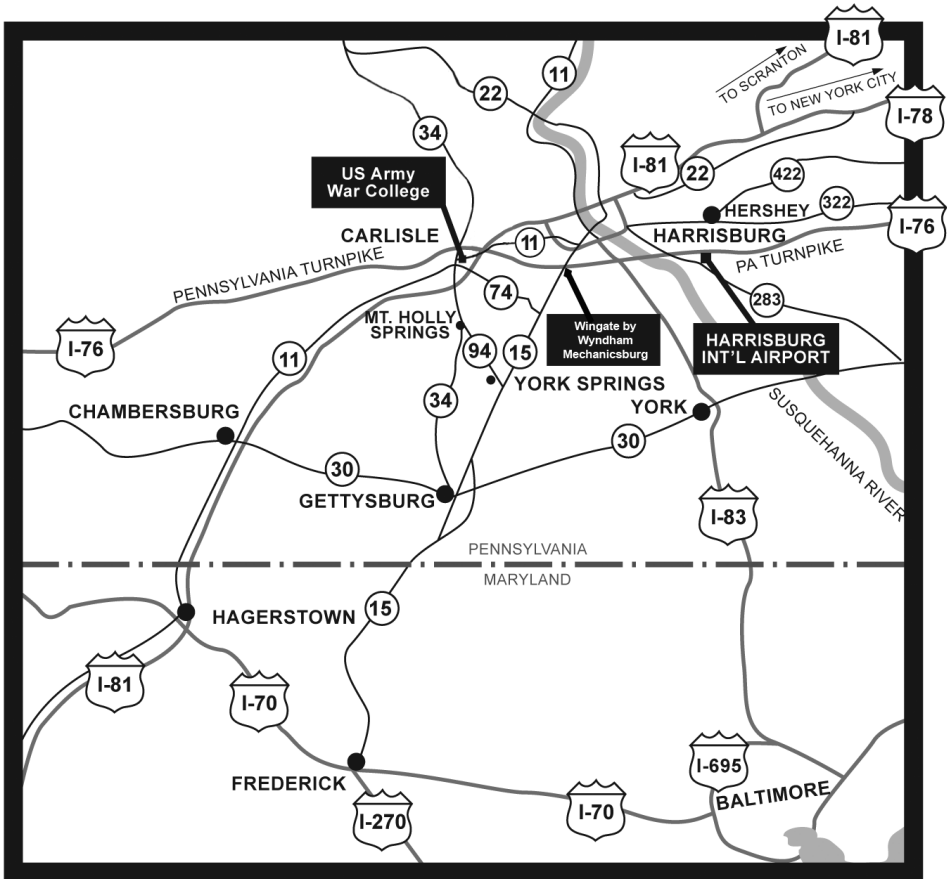 I-81
TO SCRANTON
TO NEW YORK CITY
I-78
11
22
34
I-81
22
422
US Army
War College
HERSHEY
322
I-76
CARLISLE
11
HARRISBURG
PENNSYLVANIA TURNPIKE
PA TURNPIKE
74
283
MT. HOLLY
SPRINGS
Wingate by
Wyndham
Mechanicsburg
HARRISBURG
INT'L AIRPORT
I-76
11
94
15
YORK SPRINGS
34
YORK
SUSQUEHANNA RIVER
CHAMBERSBURG
30
30
GETTYSBURG
I-83
PENNSYLVANIA
MARYLAND
HAGERSTOWN
15
I-81
I-70
I-695
FREDERICK
BALTIMORE
I-270
I-70